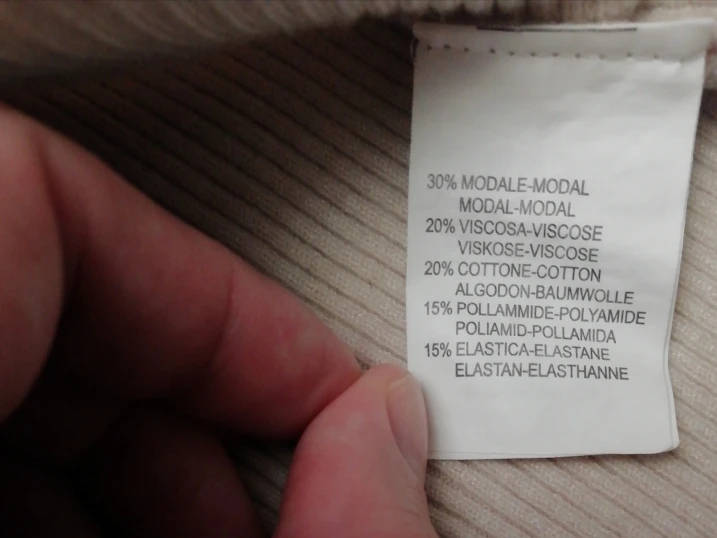 30% MODALE-MODAL
MODAL-MODAL
20% VISCOSA-VISCOSE
VISKOSE-VISCOSE
20% COTTONE-COTTON
ALGODON-BAUMWOLLE
15% POLLAMMIDE-POLYAMIDE
POLIAMID-POLLAMIDA
15% ELASTICA-ELASTANE
ELASTAN-ELASTHANNE